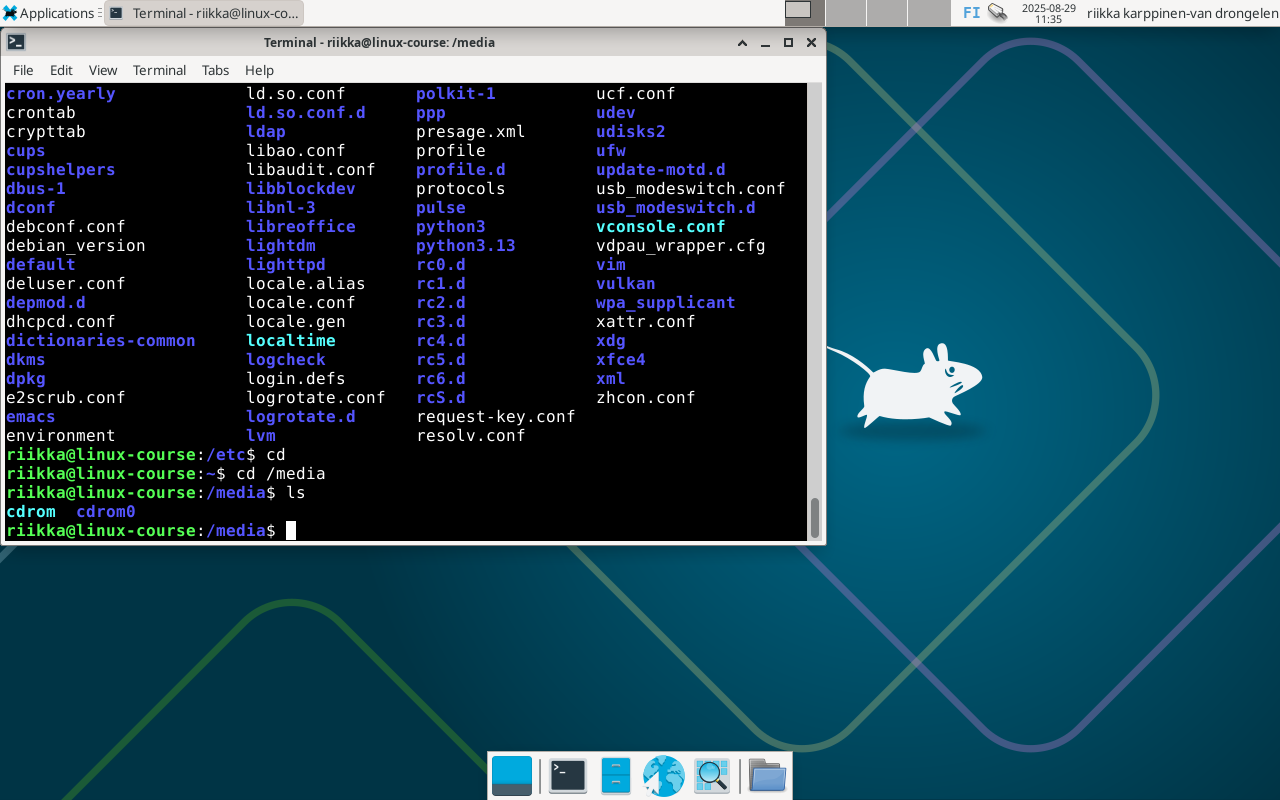 Applications
Terminal - riikka@linux-co...
FI
2025-08-29
11:35
riikka karppinen-van drongelen
Terminal - riikka@linux-course: /media
File Edit View Terminal Tabs Help
cron.yearly ld.so.conf polkit-1 ucf.conf
crontab ld.so.conf.d ppp udev
crypttab ldap presage.xml udisks2
cups libao.conf profile ufw
cupshelpers libaudit.conf profile.d update-motd.d
dbus-1 libblockdev protocols usb_modeswitch.conf
dconf libnl-3 pulse usb_modeswitch.d
debconf.conf libreoffice python3 vconsole.conf
debian_version lightdm python3.13 vdpau_wrapper.cfg
default lighttpd rc0.d vim
deluser.conf locale.alias rc1.d vulkan
depmod.d locale.conf rc2.d wpa_supplicant
dhcpcd.conf locale.gen rc3.d xattr.conf
dictionaries-common localtime rc4.d xdg
dkms logcheck rc5.d xfce4
dpkg login.defs rc6.d xml
e2scrub.conf logrotate.conf rcS.d zhcon.conf
emacs logrotate.d request-key.conf
environment lvm resolv.conf
riikka@linux-course:/etc$ cd
riikka@linux-course:~$ cd /media
riikka@linux-course:/media$ ls
cdrom cdrom0
riikka@linux-course:/media$